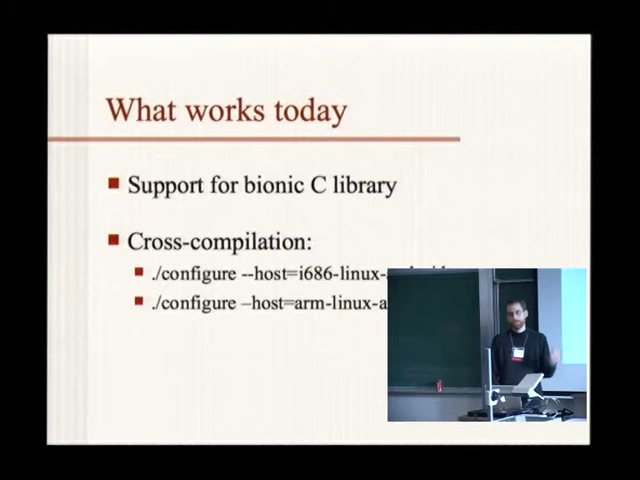 What works today
Support for bionic C library
Cross-compilation:
./configure --host=i686-linux-
./configure –host=arm-linux-a